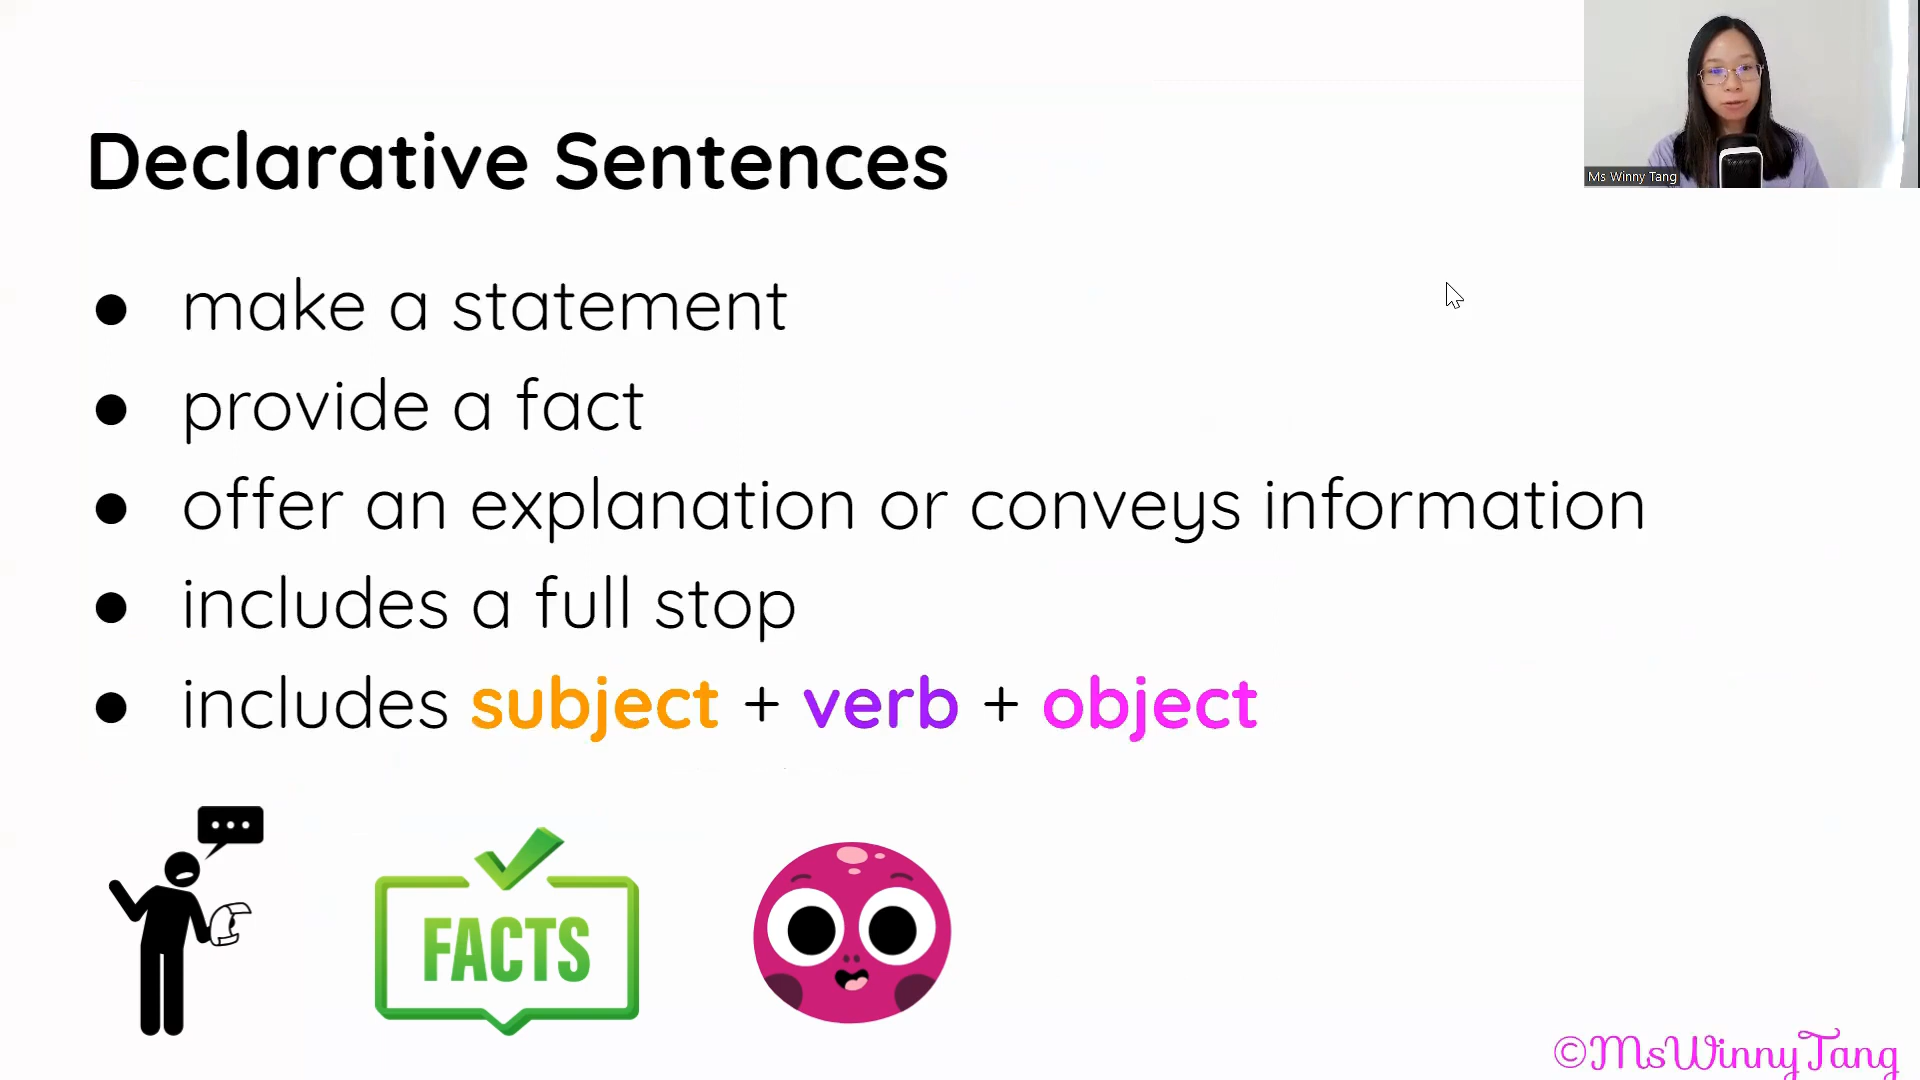 Declarative Sentences
Ms Winny Tang
● make a statement
● provide a fact
● offer an explanation or conveys information
● includes a full stop
● includes subject + verb + object
FACTS
©MsWinnyTang